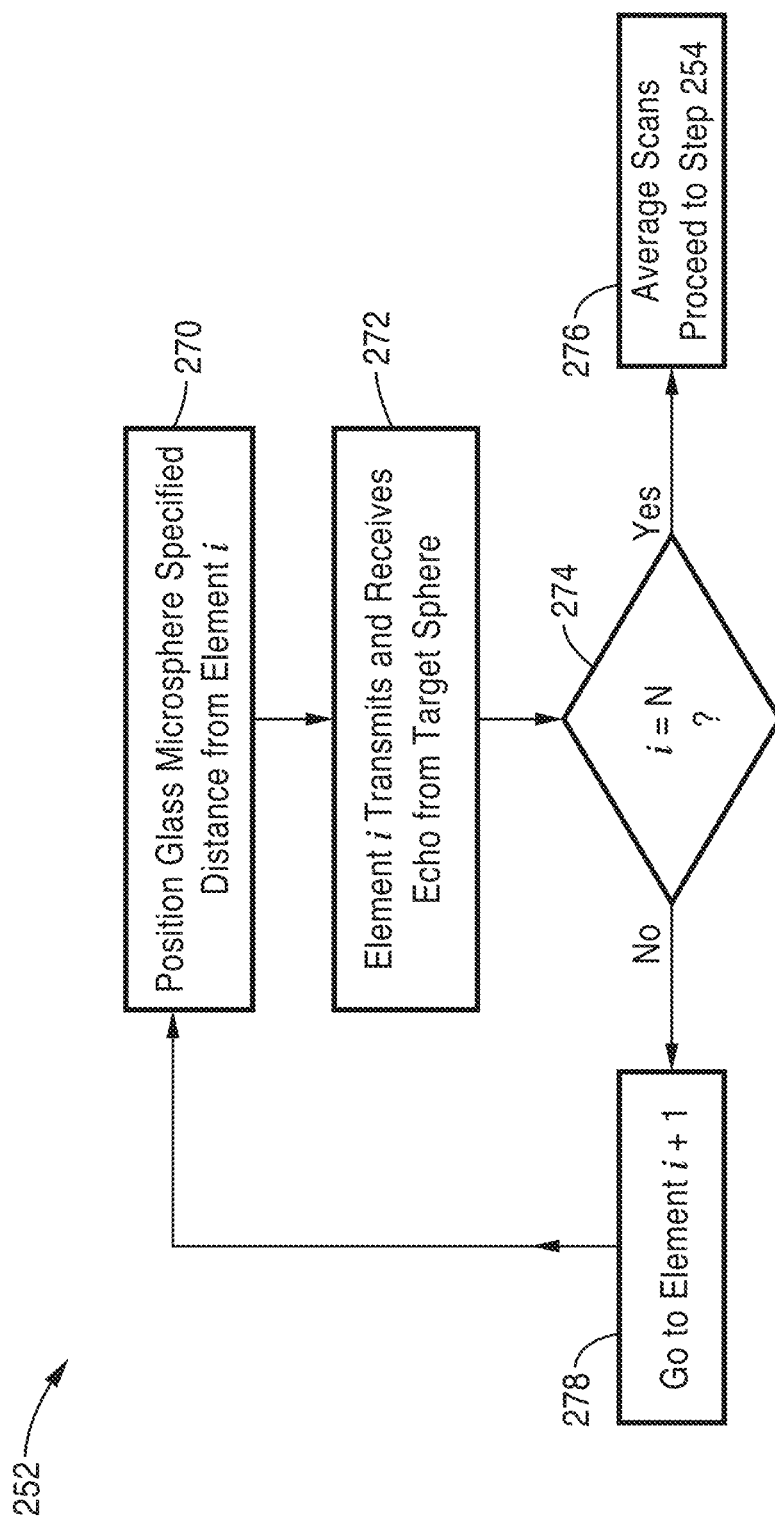 252
270
Position Glass Microsphere Specified
Distance from Element i
272
Element i Transmits and Receives
Echo from Target Sphere
274
i = N
?
Yes
No
276
Average Scans
Proceed to Step 254
278
Go to Element i + 1